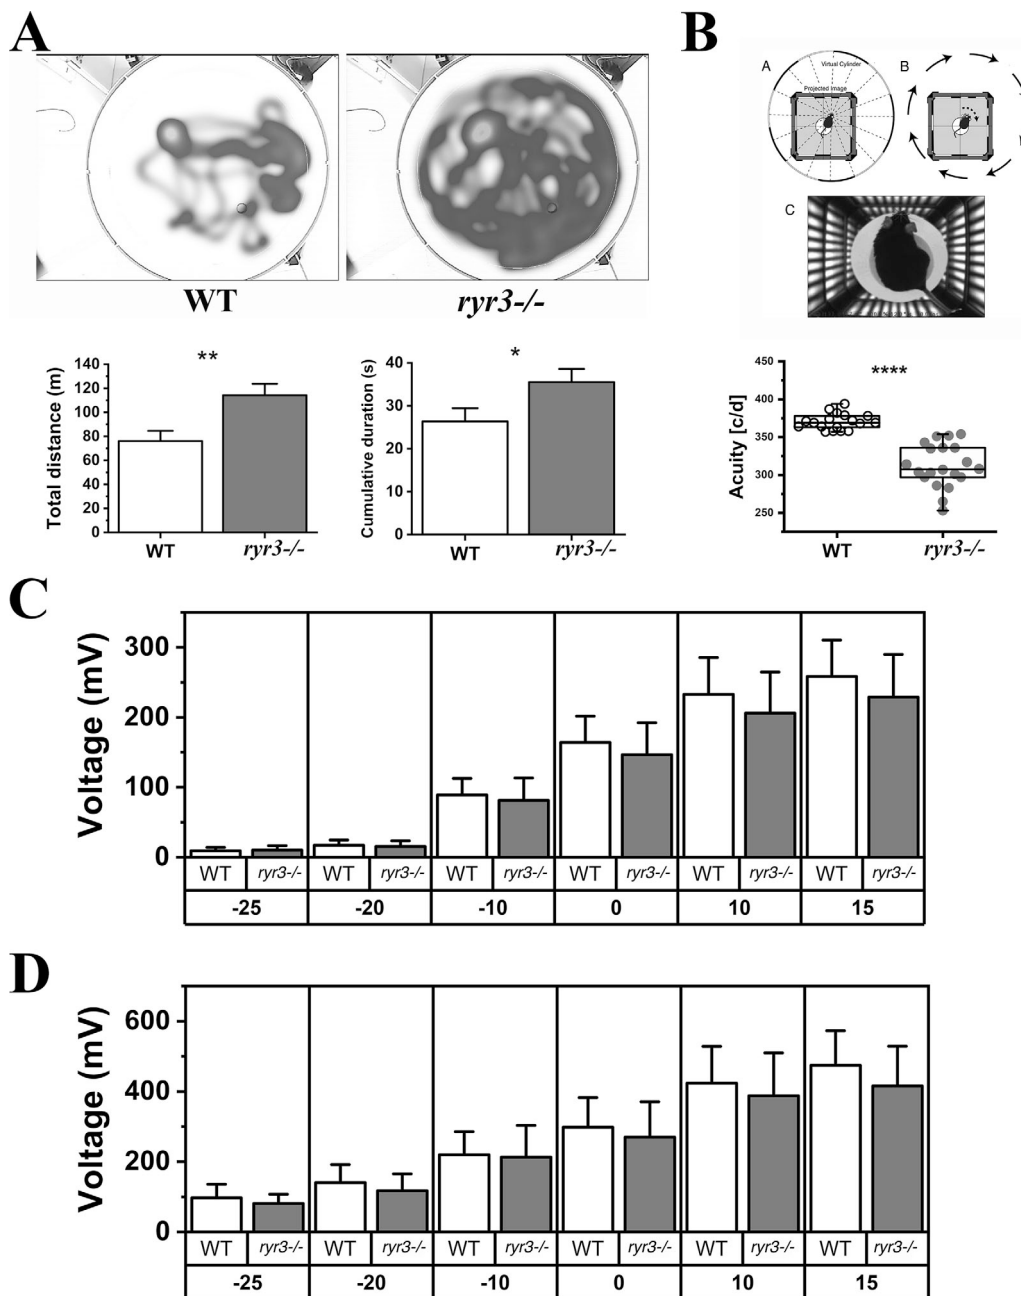 A
B
A
Virtual Cylinder
Projected Image
B
C
WT
ryr3-/-
Total distance (m)
140
120
100
80
60
40
20
0
**
WT
ryr3-/-
Cumulative duration (s)
40
30
20
10
0
*
WT
ryr3-/-
Acuity [c/d]
450
400
350
300
250
****
WT
ryr3-/-
C
Voltage (mV)
300
200
100
0
WT ryr3-/- WT ryr3-/- WT ryr3-/- WT ryr3-/- WT ryr3-/- WT ryr3-/-
-25 -20 -10 0 10 15
D
Voltage (mV)
600
400
200
0
WT ryr3-/- WT ryr3-/- WT ryr3-/- WT ryr3-/- WT ryr3-/- WT ryr3-/-
-25 -20 -10 0 10 15